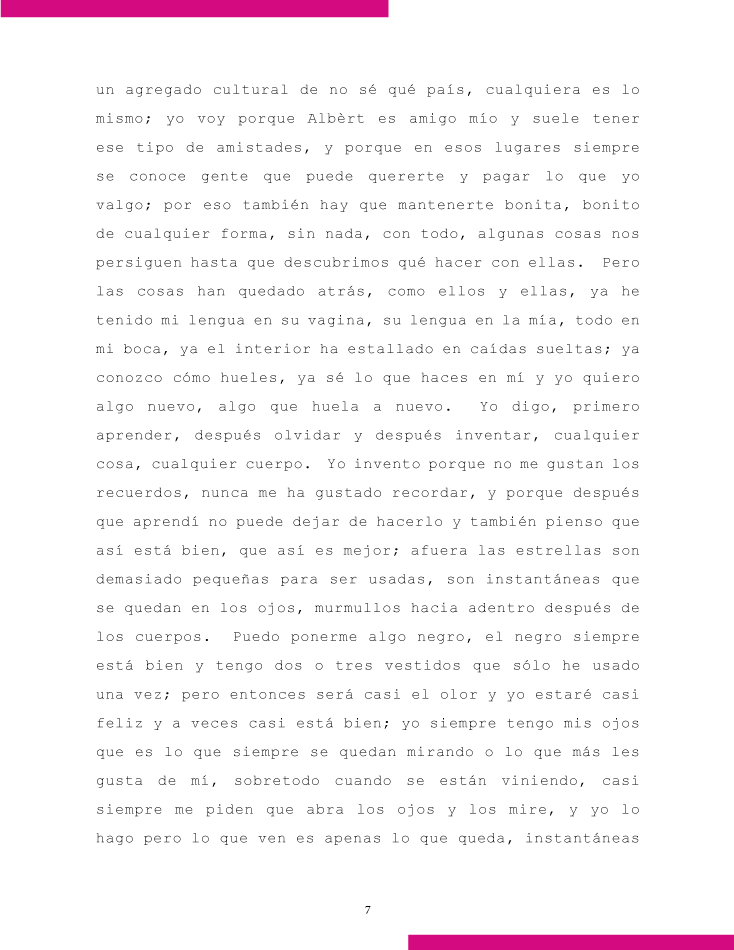 un agregado cultural de no sé qué país, cualquiera es lo
mismo; yo voy porque Albèrt es amigo mío y suele tener
ese tipo de amistades, y porque en esos lugares siempre
se conoce gente que puede quererte y pagar lo que yo
valgo; por eso también hay que mantenerte bonita, bonito
de cualquier forma, sin nada, con todo, algunas cosas nos
persiguen hasta que descubrimos qué hacer con ellas.  Pero
las cosas han quedado atrás, como ellos y ellas, ya he
tenido mi lengua en su vagina, su lengua en la mía, todo en
mi boca, ya el interior ha estallado en caídas sueltas; ya
conozco cómo hueles, ya sé lo que haces en mí y yo quiero
algo nuevo, algo que huela a nuevo.  Yo digo, primero
aprender, después olvidar y después inventar, cualquier
cosa, cualquier cuerpo.  Yo invento porque no me gustan los
recuerdos, nunca me ha gustado recordar, y porque después
que aprendí no puede dejar de hacerlo y también pienso que
así está bien, que así es mejor; afuera las estrellas son
demasiado pequeñas para ser usadas, son instantáneas que
se quedan en los ojos, murmullos hacia adentro después de
los cuerpos.  Puedo ponerme algo negro, el negro siempre
está bien y tengo dos o tres vestidos que sólo he usado
una vez; pero entonces será casi el olor y yo estaré casi
feliz y a veces casi está bien; yo siempre tengo mis ojos
que es lo que siempre se quedan mirando o lo que más les
gusta de mí, sobretodo cuando se están viniendo, casi
siempre me piden que abra los ojos y los mire, y yo lo
hago pero lo que ven es apenas lo que queda, instantáneas
7